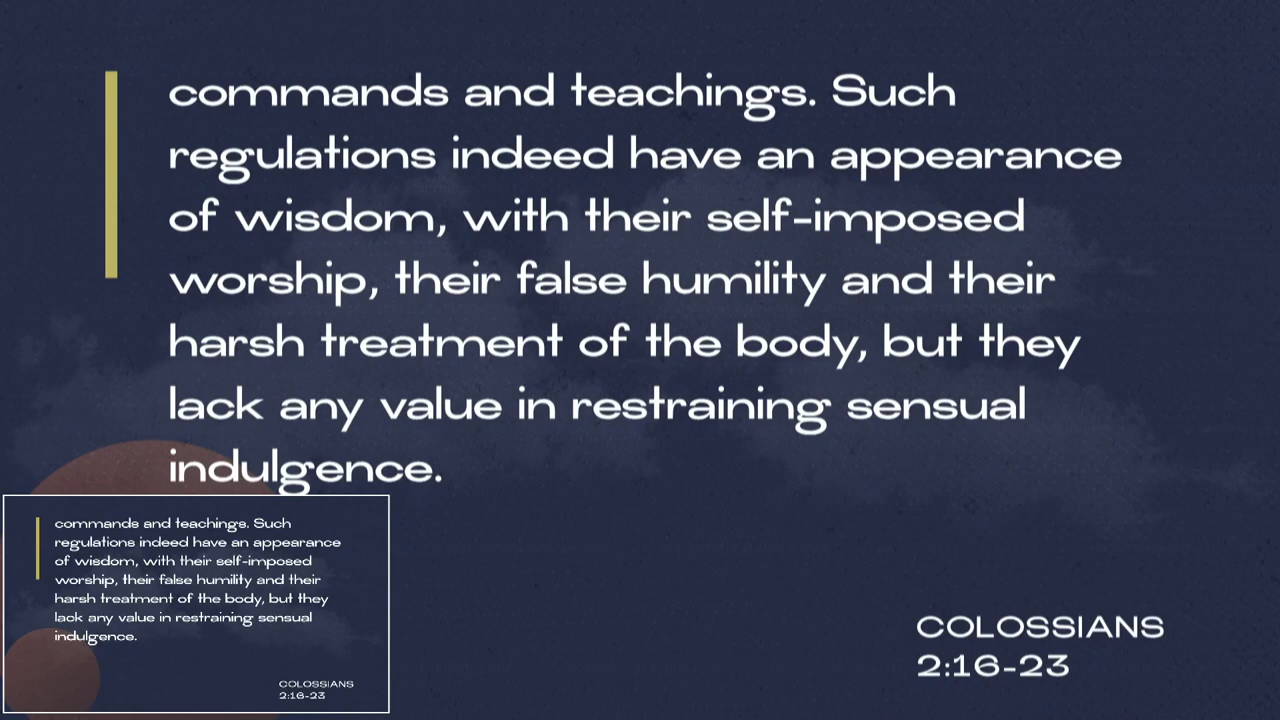 commands and teachings. Such
regulations indeed have an appearance
of wisdom, with their self-imposed
worship, their false humility and their
harsh treatment of the body, but they
lack any value in restraining sensual
indulgence.
commands and teachings. Such
regulations indeed have an appearance
of wisdom, with their self-imposed
worship, their false humility and their
harsh treatment of the body, but they
lack any value in restraining sensual
indulgence.
COLOSSIANS
2:16-23
COLOSSIANS
2:16-23